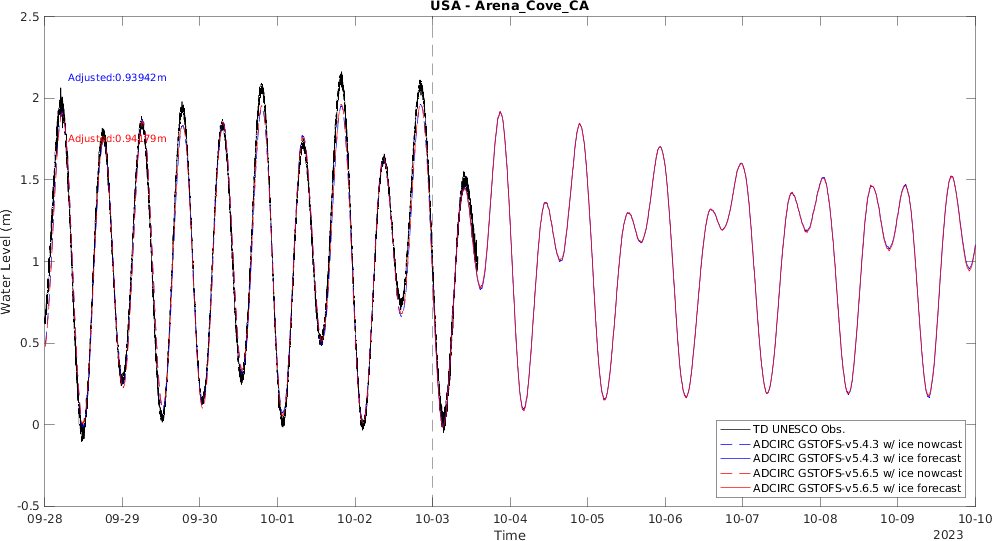 USA - Arena_Cove_CA
2.5
2
1.5
1
0.5
0
-0.5
Water Level (m)
Adjusted:0.93942m
TD UNESCO Obs.
ADCIRC GSTOFS-v5.4.3 w/ ice nowcast
ADCIRC GSTOFS-v5.4.3 w/ ice forecast
ADCIRC GSTOFS-v5.6.5 w/ ice nowcast
ADCIRC GSTOFS-v5.6.5 w/ ice forecast
09-28 09-29 09-30 10-01 10-02 10-03 10-04 10-05 10-06 10-07 10-08 10-09 10-10
Time
2023